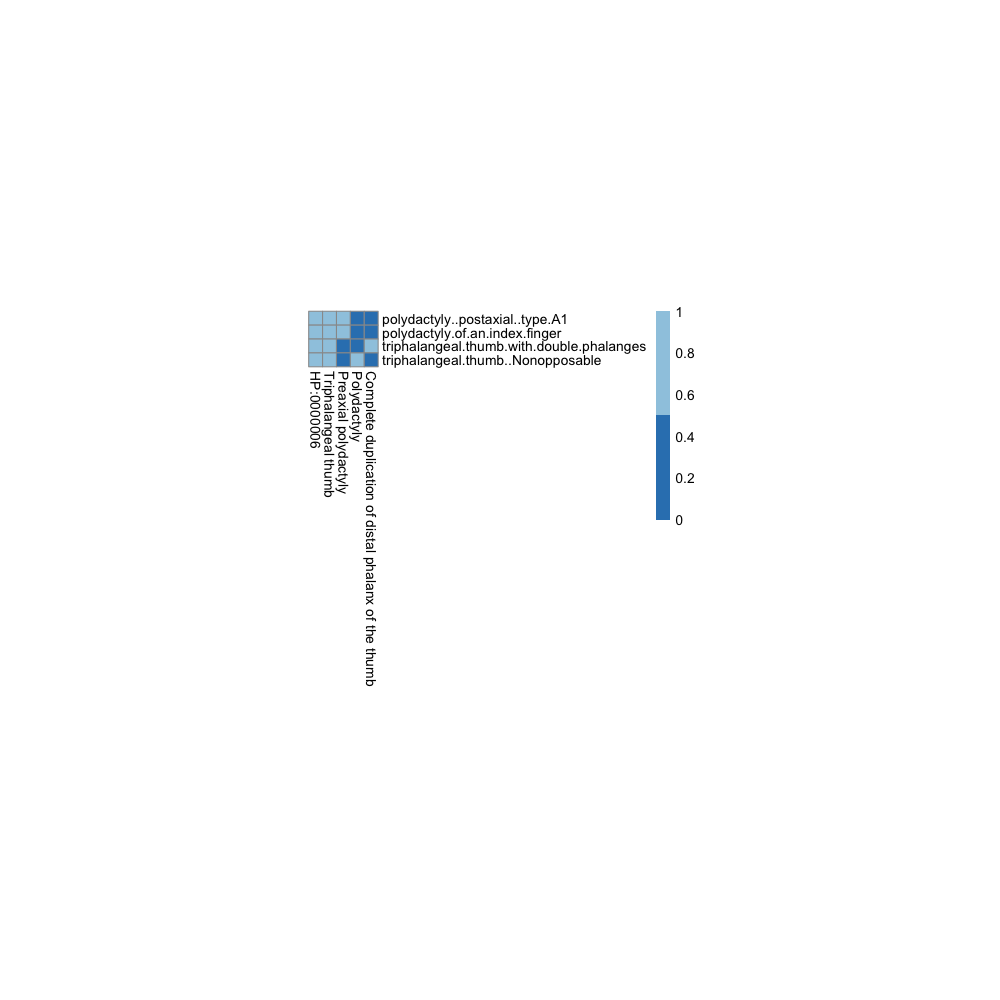 polydactyly..postaxial..type.A1
polydactyly.of.an.index.finger
triphalangeal.thumb.with.double.phalanges
triphalangeal.thumb..Nonopposable
HP:0000006
Triphalangeal thumb
Preaxial polydactyly
Polydactyly
Complete duplication of distal phalanx of the thumb
1
0.8
0.6
0.4
0.2
0